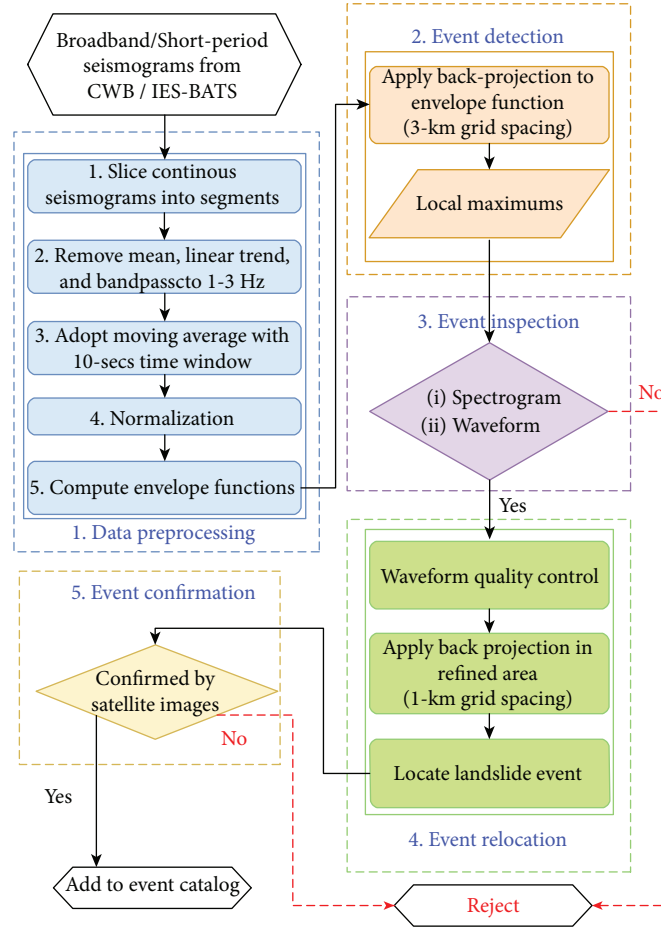 Broadband/Short-period
seismograms from
CWB / IES-BATS
1. Slice continous
seismograms into segments
2. Remove mean, linear trend,
and bandpasscto 1-3 Hz
3. Adopt moving average with
10-secs time window
4. Normalization
5. Compute envelope functions
1. Data preprocessing
2. Event detection
Apply back-projection to
envelope function
(3-km grid spacing)
Local maximums
3. Event inspection
(i) Spectrogram
(ii) Waveform
No
Yes
Waveform quality control
Apply back projection in
refined area
(1-km grid spacing)
Locate landslide event
4. Event relocation
5. Event confirmation
Confirmed by
satellite images
No
Yes
Add to event catalog
Reject